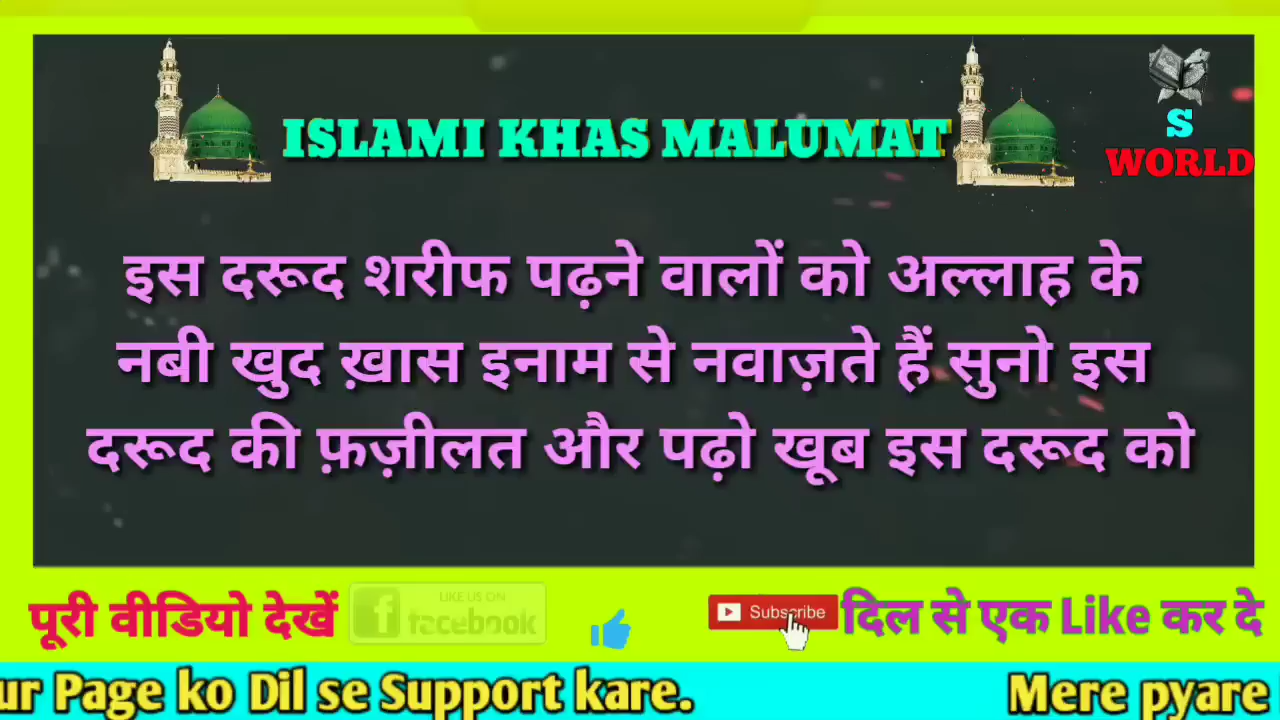 ISLAMI KHAS MALUMAT
S
WORLD
इस दरूद शरीफ पढ़ने वालों को अल्लाह के
नबी खुद ख़ास इनाम से नवाज़ते हैं सुनो इस
दरूद की फ़ज़ीलत और पढ़ो खूब इस दरूद को
पूरी वीडियो देखें
LIKE US ON
facebook
Subscribe
दिल से एक Like कर दे
ur Page ko Dil se Support kare.
Mere pyare